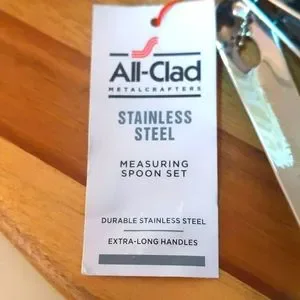 All-Clad
METALCRAFTERS
STAINLESS
STEEL
MEASURING
SPOON SET
DURABLE STAINLESS STEEL
EXTRA-LONG HANDLES